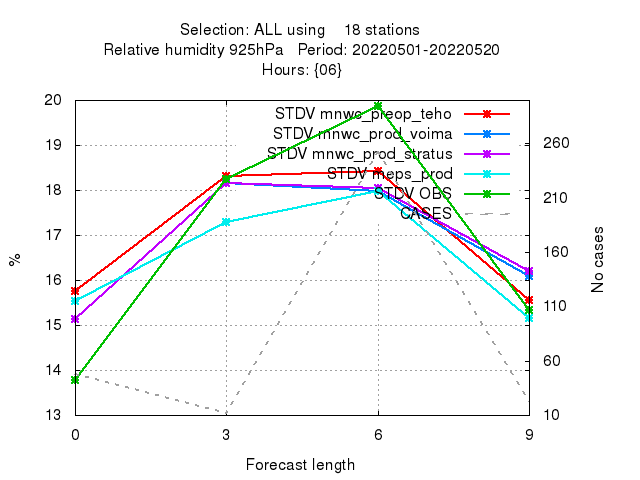 Selection: ALL using 18 stations
Relative humidity 925hPa Period: 20220501-20220520
Hours: {06}
STDV mnwc_preop_teho
STDV mnwc_prod_voima
STDV mnwc_prod_stratus
STDV meps_prod
STDV OBS
CASES
20
19
18
17
16
15
14
13
%
260
210
160
110
60
10
No cases
0 3 6 9
Forecast length